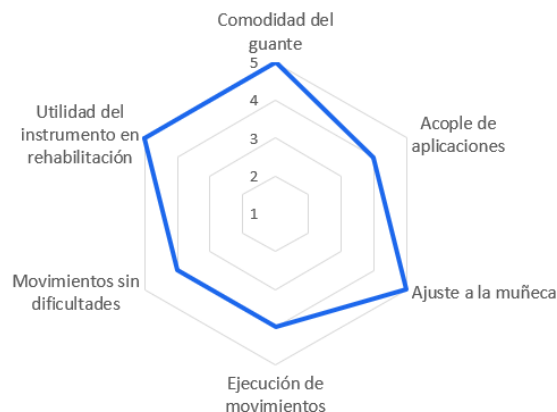 Comodidad del
guante
5
4
3
2
1
Utilidad del
instrumento en
rehabilitación
Acople de
aplicaciones
Movimientos sin
dificultades
Ajuste a la muñeca
Ejecución de
movimientos